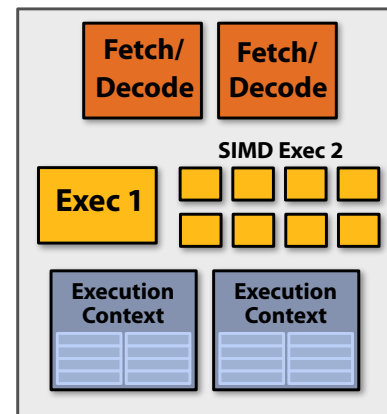 Fetch/
Decode
Fetch/
Decode
SIMD Exec 2
Exec 1
Execution
Context
Execution
Context